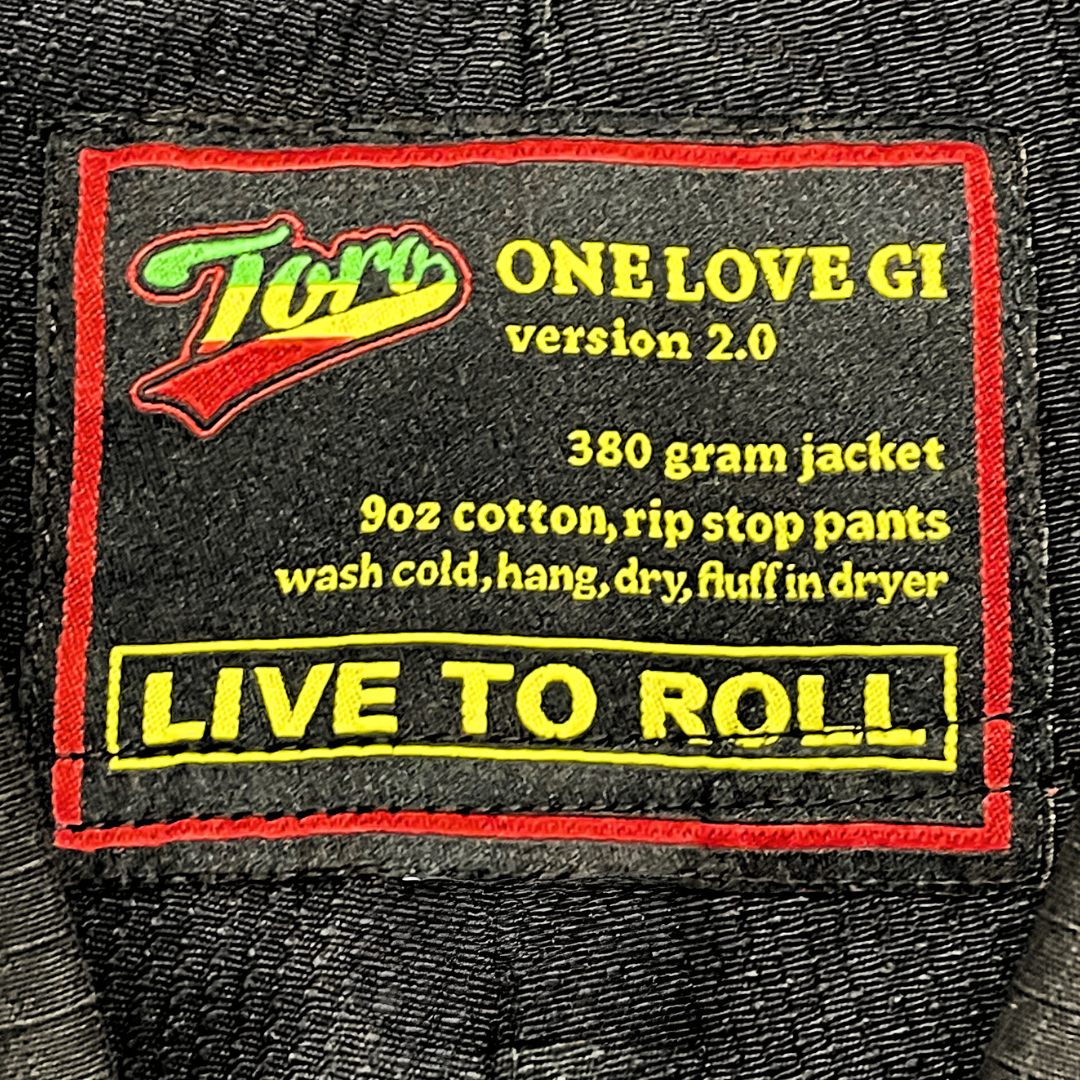 Toro
ONE LOVE GI
version 2.0
380 gram jacket
9oz cotton, rip stop pants
wash cold, hang, dry, fluff in dryer
LIVE TO ROLL